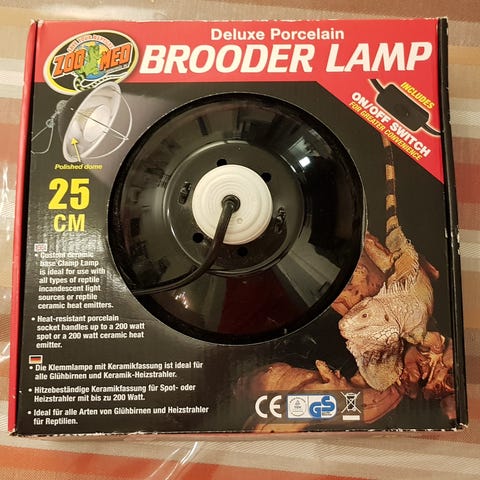 ZOO MED
Deluxe Porcelain
BROODER LAMP
INCLUDES
ON/OFF SWITCH
FOR GREATER CONVENIENCE
Polished dome
25
CM
• Custom ceramic
base Clamp Lamp
is ideal for use with
all types of reptile
incandescent light
sources or reptile
ceramic heat emitters.
• Heat-resistant porcelain
socket handles up to a 200 watt
spot or a 200 watt ceramic heat
emitter.
• Die Klemmlampe mit Keramikfassung ist ideal für
alle Glühbirnen und Keramik-Heizstrahler.
• Hitzebeständige Keramikfassung für Spot- oder
Heizstrahler mit bis zu 200 Watt.
• Ideal für alle Arten von Glühbirnen und Heizstrahler
für Reptilien.
CE
GS